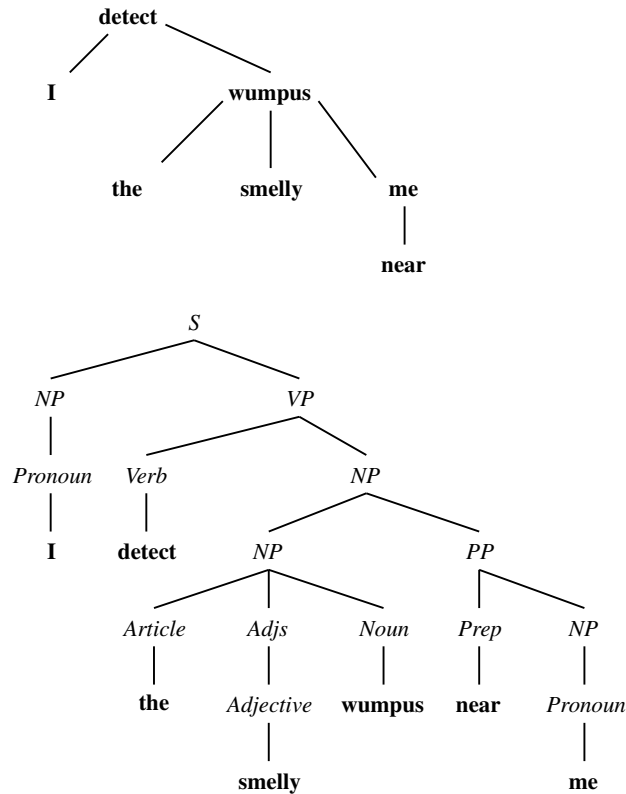 detect
I wumpus
the smelly me
near
S
NP VP
Pronoun Verb NP
I detect NP PP
Article Adjs Noun Prep NP
the Adjective wumpus near Pronoun
smelly me